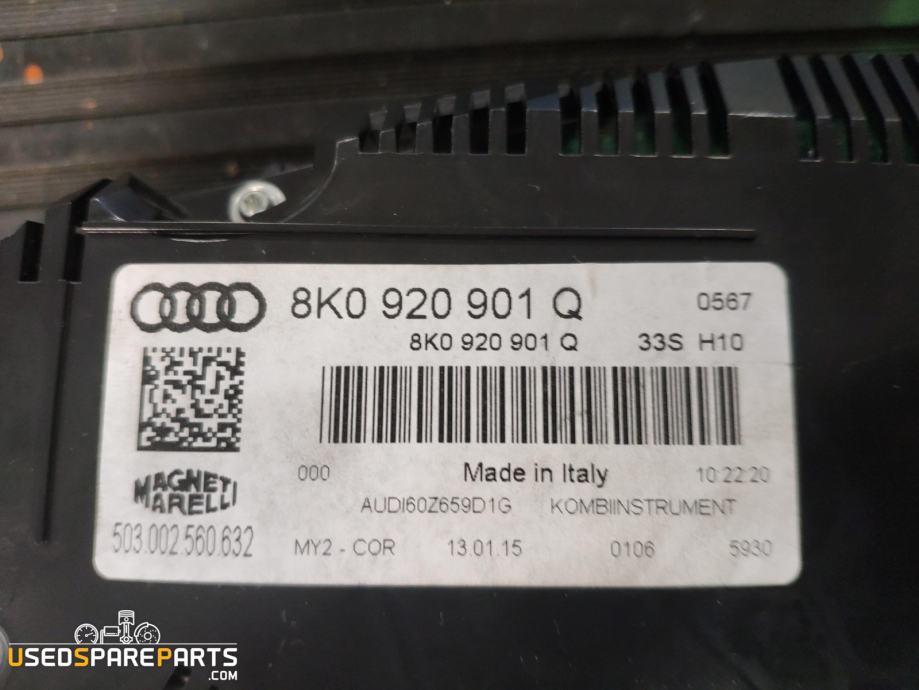 8K0 920 901 Q 0567
8K0 920 901 Q 33S H10
000 Made in Italy 10:22:20
MAGNETI
MARELLI
AUDI60Z659D1G KOMBIINSTRUMENT
503.002.560.632
MY2 - COR 13.01.15 0106 5930
USEDSPAREPARTS
.COM